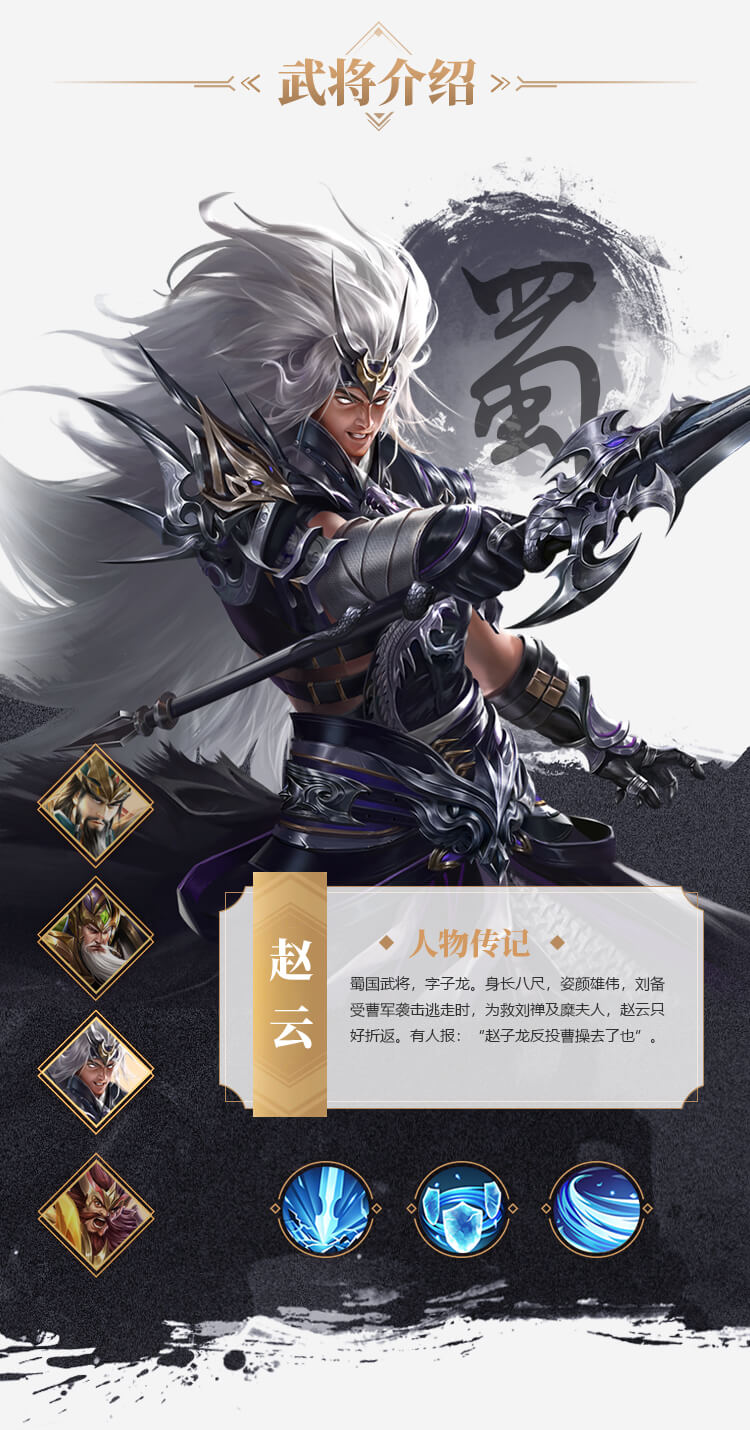 武将介绍
蜀
赵云
人物传记
蜀国武将，字子龙。身长八尺，姿颜雄伟，刘备
受曹军袭击逃走时，为救刘禅及糜夫人，赵云只
好折返。有人报：“赵子龙反投曹操去了也”。